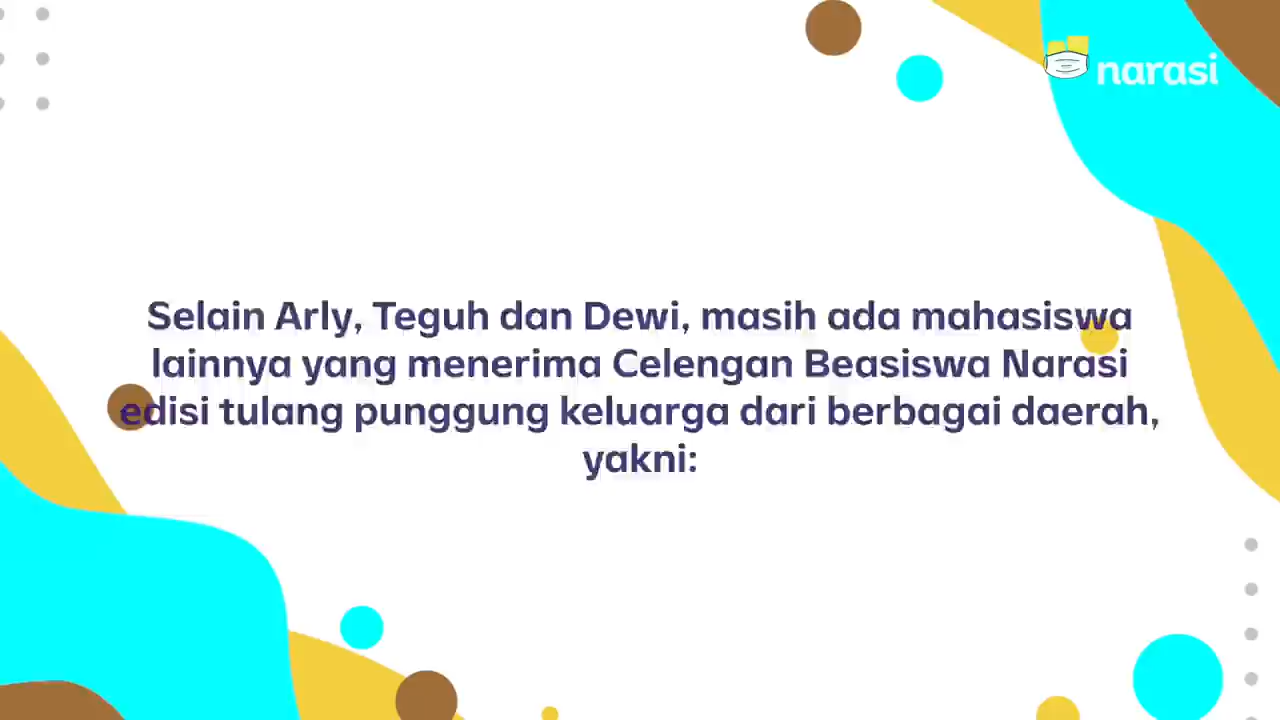 narasi
Selain Arly, Teguh dan Dewi, masih ada mahasiswa
lainnya yang menerima Celengan Beasiswa Narasi
edisi tulang punggung keluarga dari berbagai daerah,
yakni: